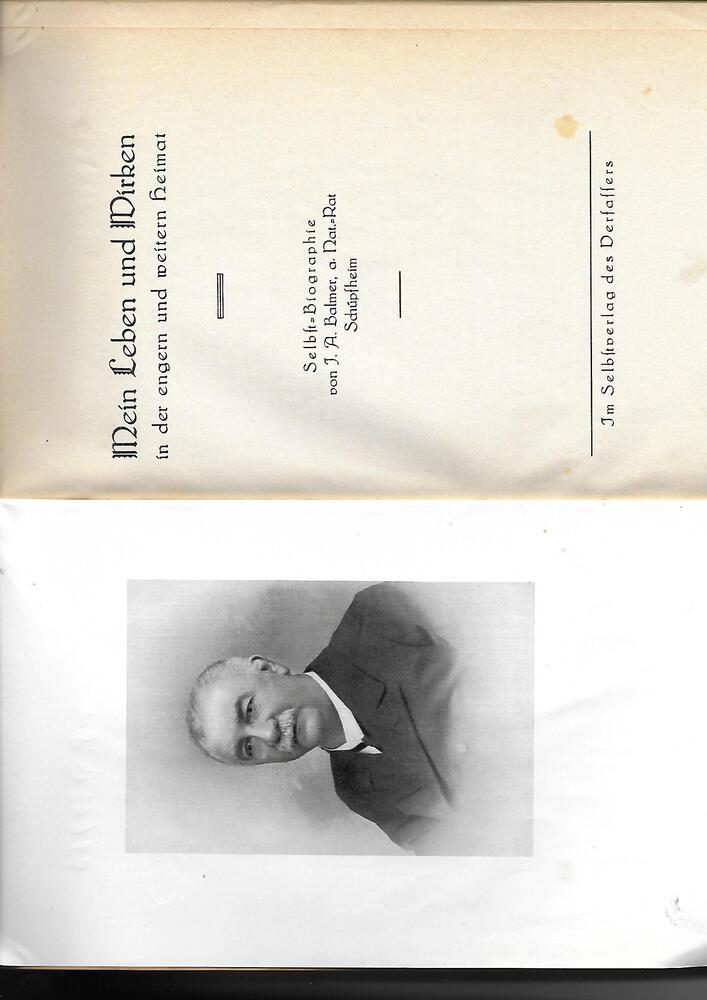 Mein Leben und Wirken
in der engern und weitern Heimat
Selbst-Biographie
von J. A. Balmer, a. Nat.-Rat
Schüpfheim
Im Selbstverlag des Verfassers